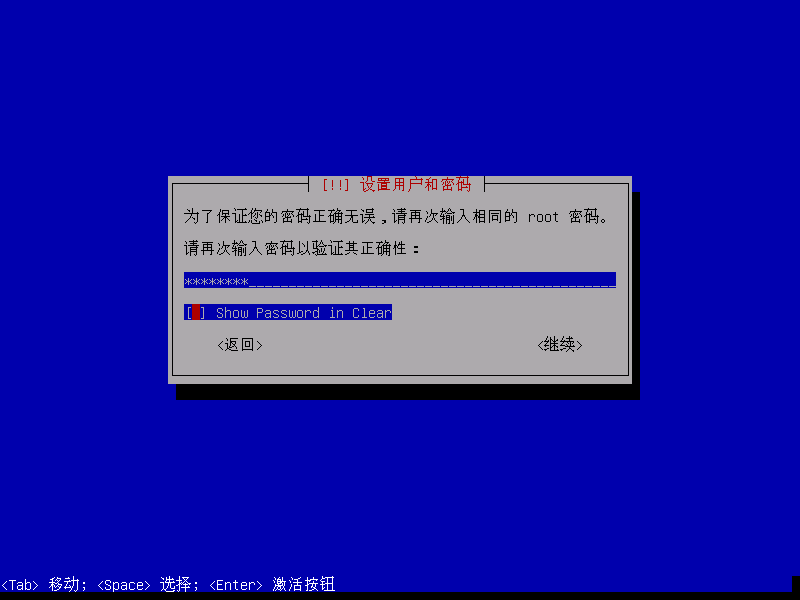 [!!] 设置用户和密码
为了保证您的密码正确无误，请再次输入相同的 root 密码。
请再次输入密码以验证其正确性：
********________________________________________
[ ] Show Password in Clear
<返回> <继续>
<Tab> 移动; <Space> 选择; <Enter> 激活按钮